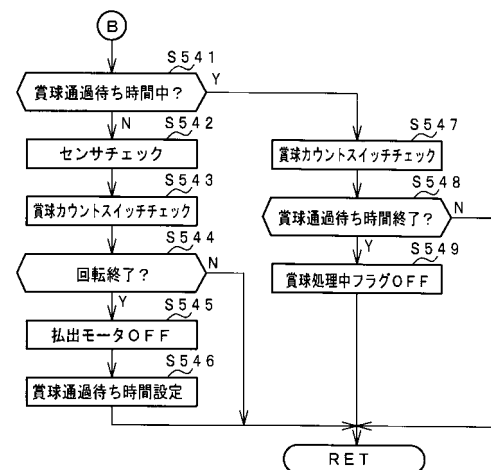 B
S541
賞球通過待ち時間中？
Y
N
S542
センサチェック
S543
賞球カウントスイッチチェック
S544
回転終了？
N
Y
S545
払出モータOFF
S546
賞球通過待ち時間設定
S547
賞球カウントスイッチチェック
S548
賞球通過待ち時間終了？
N
Y
S549
賞球処理中フラグOFF
RET